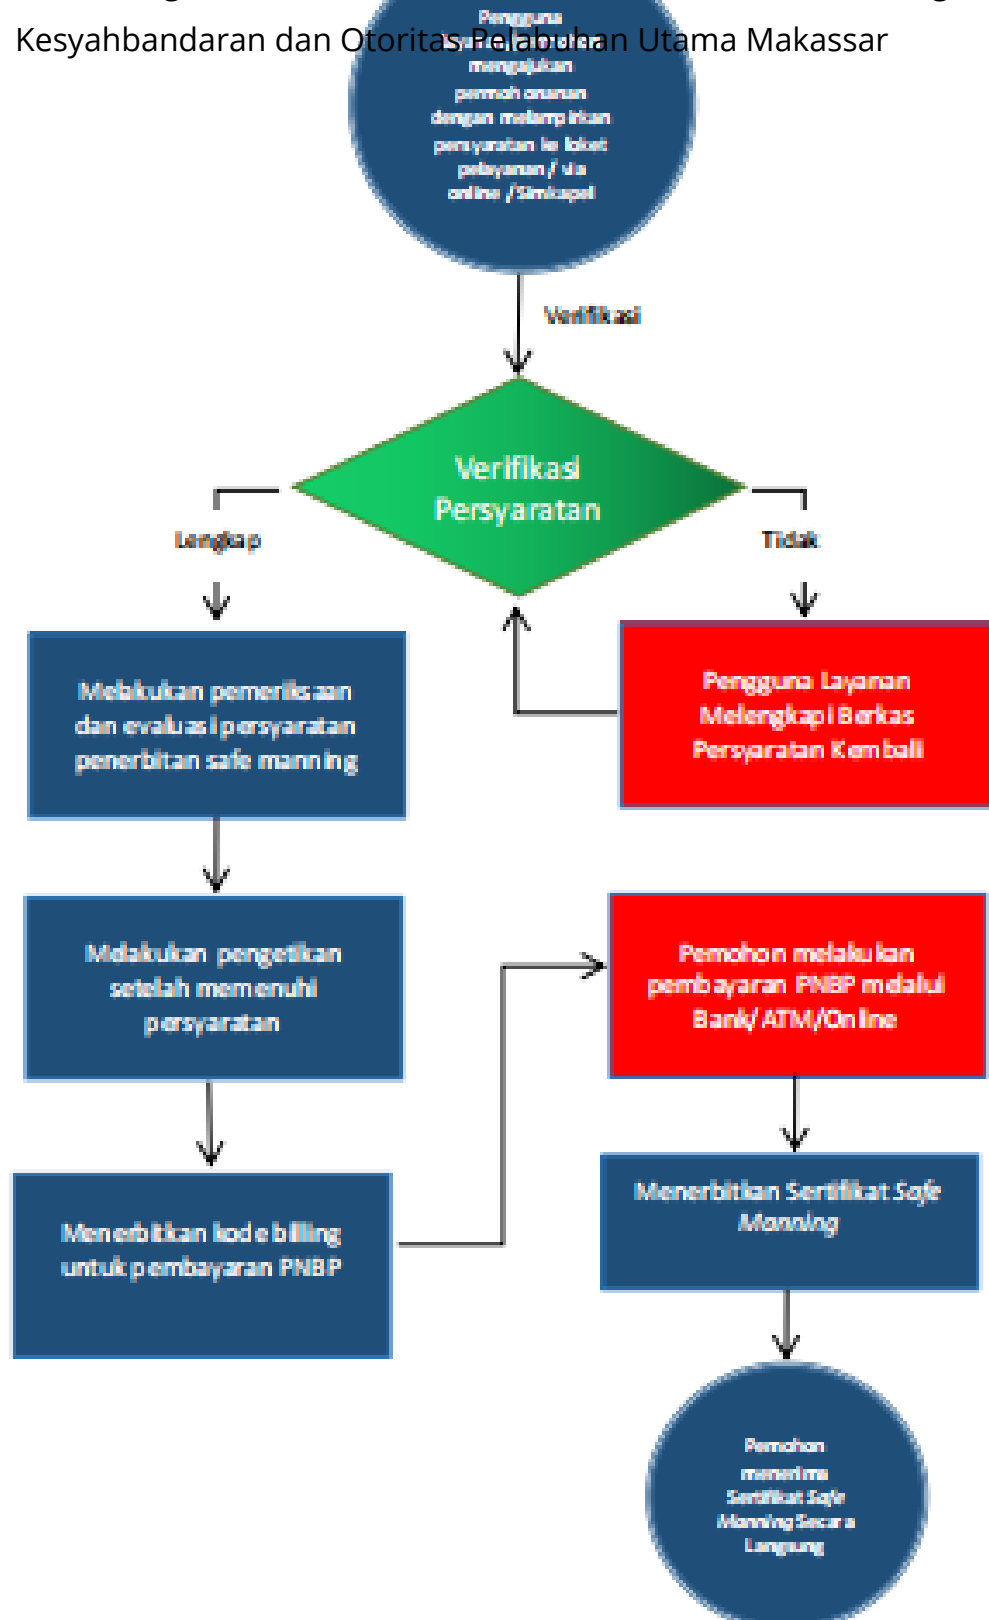 Kesyahbandaran dan Otoritas Pelabuhan Utama Makassar
Pengguna
mengajukan
permohonanan
dengan melampirkan
persyaratan ke loket
pelayanan / via
online /Simkapel
Verifikasi
Verifikasi
Persyaratan
Lengkap
Tidak
Melakukan pemeriksaan
dan evaluasi persyaratan
penerbitan safe manning
Pengguna Layanan
Melengkapi Berkas
Persyaratan Kembali
Melakukan pengetikan
setelah memenuhi
persyaratan
Pemohon melakukan
pembayaran PNBP melalui
Bank/ATM/Online
Menerbitkan kode billing
untuk pembayaran PNBP
Menerbitkan Sertifikat Safe
Manning
Pemohon
menerima
Sertifikat Safe
Manning Secara
Langsung